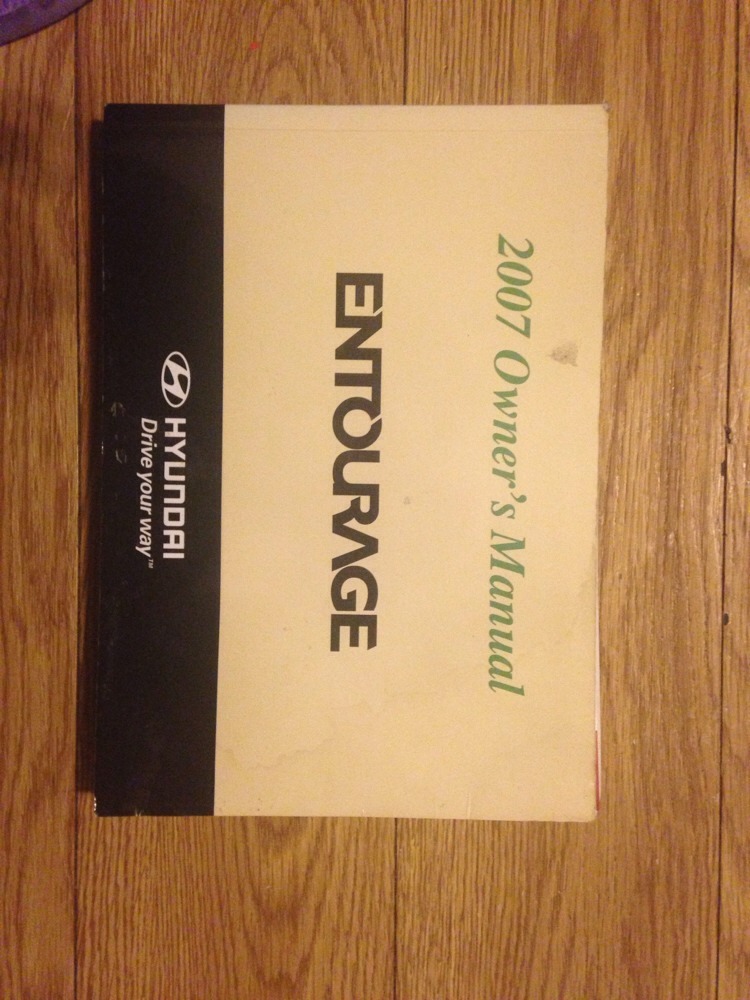 2007 Owner's Manual
ENTOURAGE
HYUNDAI
Drive your way™